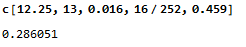 c[12.25, 13, 0.016, 16 / 252, 0.459]
0.286051